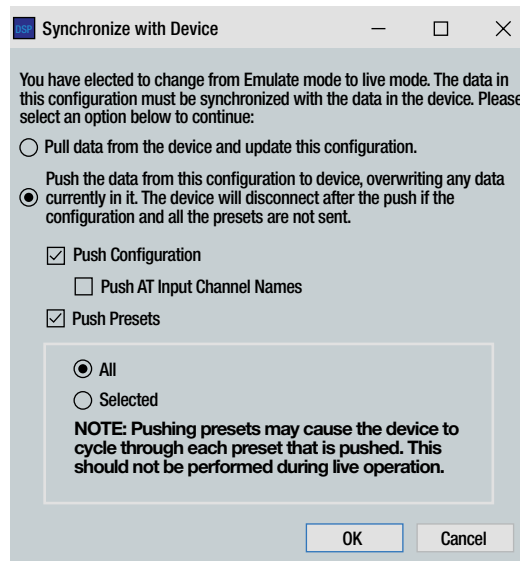 DSP Synchronize with Device
You have elected to change from Emulate mode to live mode. The data in
this configuration must be synchronized with the data in the device. Please
select an option below to continue:
Pull data from the device and update this configuration.
Push the data from this configuration to device, overwriting any data
currently in it. The device will disconnect after the push if the
configuration and all the presets are not sent.
Push Configuration
Push AT Input Channel Names
Push Presets
All
Selected
NOTE: Pushing presets may cause the device to
cycle through each preset that is pushed. This
should not be performed during live operation.
OK Cancel